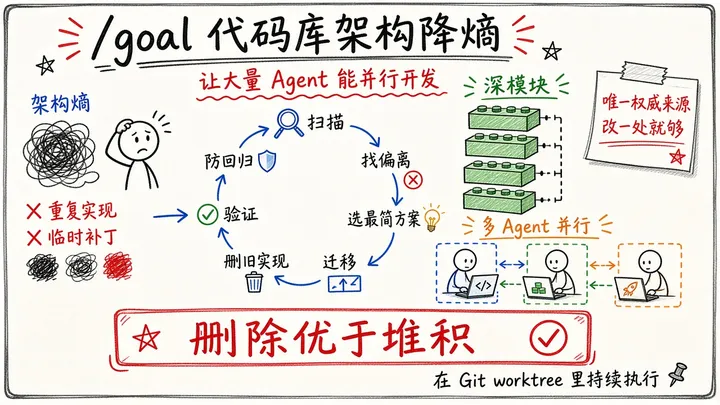 /goal 代码库架构降熵
让大量 Agent 能并行开发
架构熵
× 重复实现
× 临时补丁
扫描
找偏离
选最简方案
迁移
删旧实现
验证
防回归
深模块
唯一权威来源
改一处就够
多 Agent 并行
</>
删除优于堆积
在 Git worktree 里持续执行